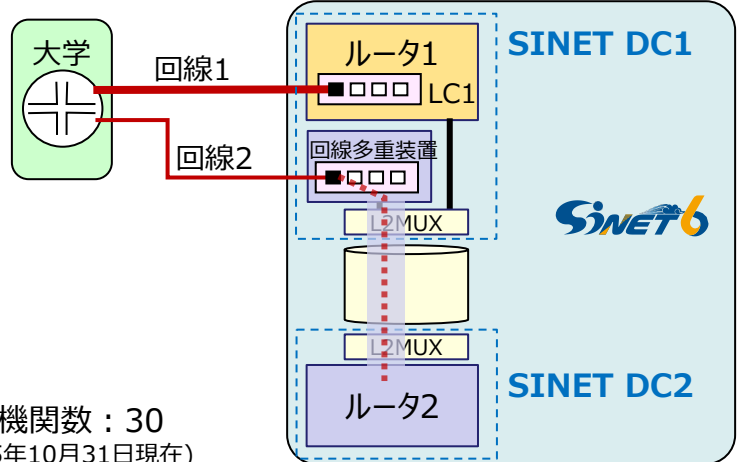 大学
回線1
回線2
ルータ1
LC1
回線多重装置
L2MUX
L2MUX
ルータ2
SINET DC1
SINET6
SINET DC2
機関数：30
年10月31日現在)